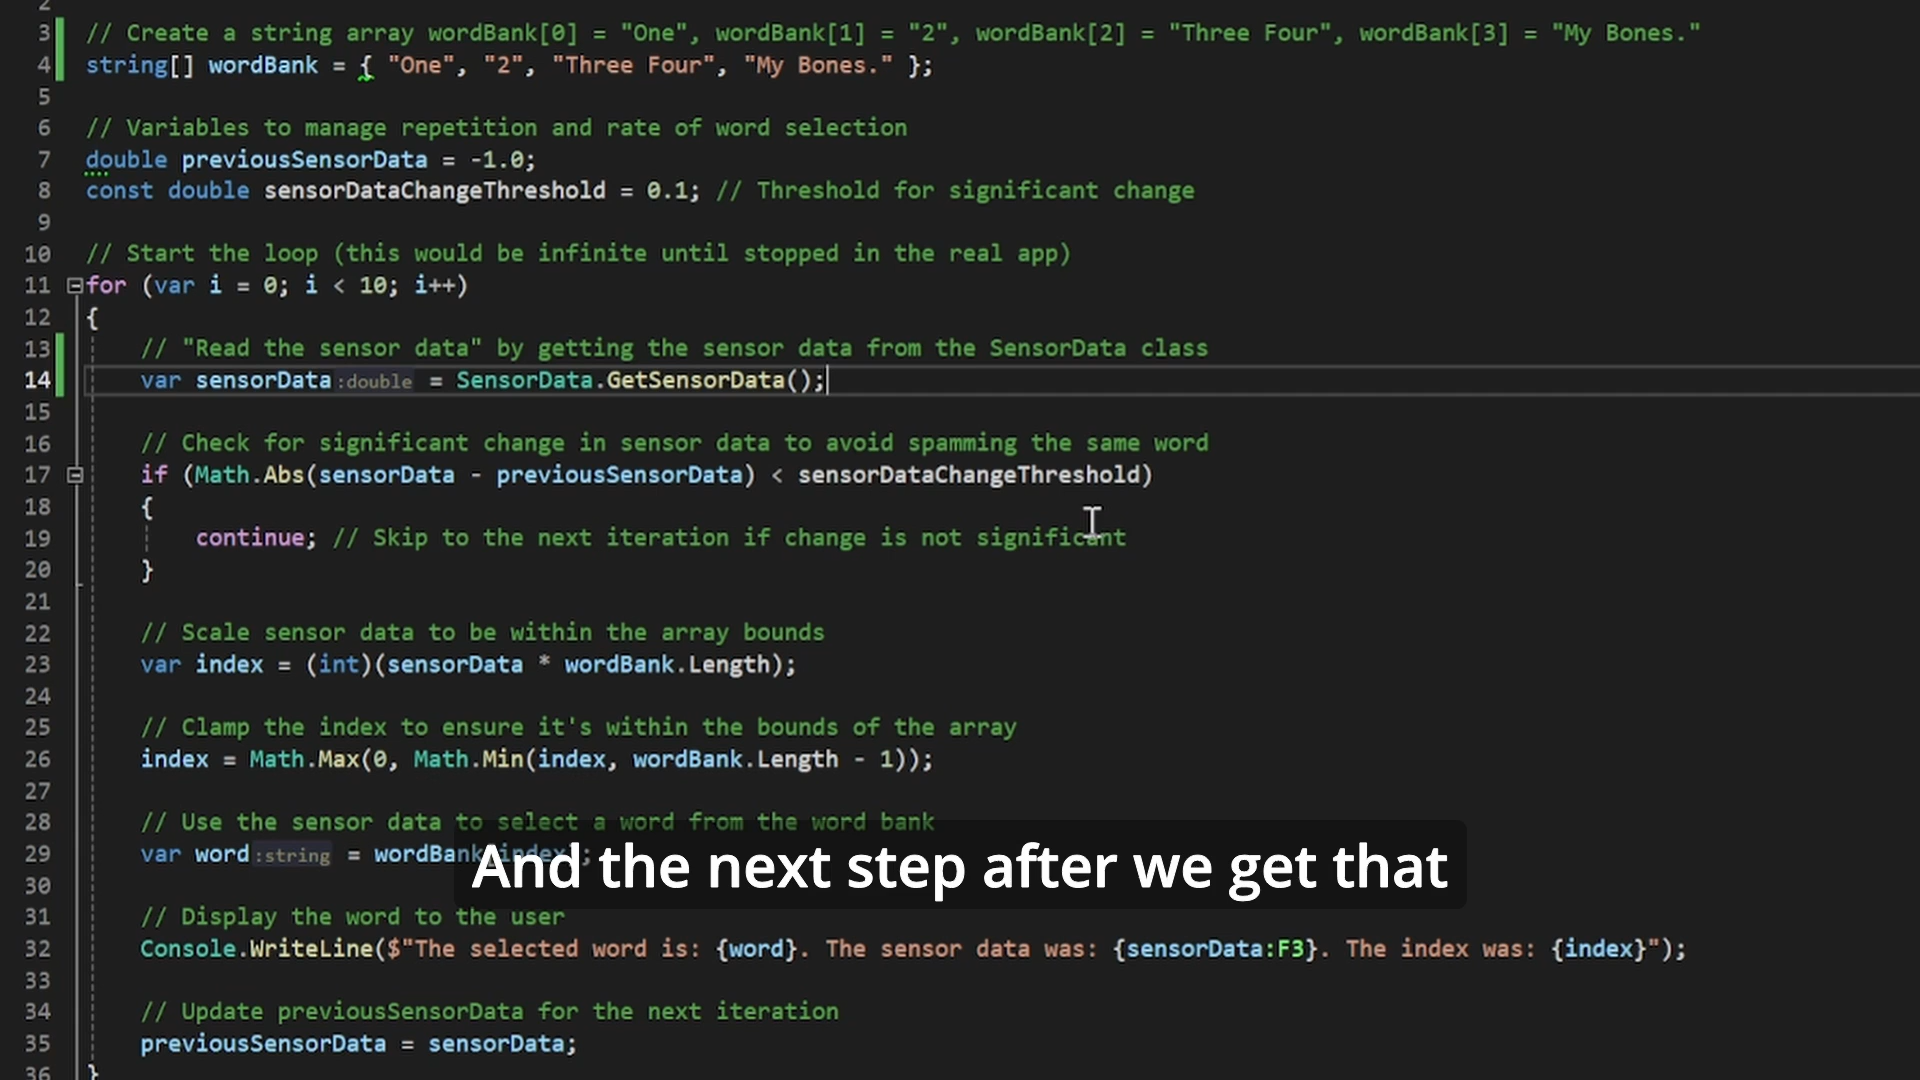 2
3 // Create a string array wordBank[0] = "One", wordBank[1] = "2", wordBank[2] = "Three Four", wordBank[3] = "My Bones."
4 string[] wordBank = { "One", "2", "Three Four", "My Bones." };
5
6 // Variables to manage repetition and rate of word selection
7 double previousSensorData = -1.0;
8 const double sensorDataChangeThreshold = 0.1; // Threshold for significant change
9
10 // Start the loop (this would be infinite until stopped in the real app)
11 for (var i = 0; i < 10; i++)
12 {
13 // "Read the sensor data" by getting the sensor data from the SensorData class
14 var sensorData :double = SensorData.GetSensorData();
15
16 // Check for significant change in sensor data to avoid spamming the same word
17 if (Math.Abs(sensorData - previousSensorData) < sensorDataChangeThreshold)
18 {
19 continue; // Skip to the next iteration if change is not significant
20 }
21
22 // Scale sensor data to be within the array bounds
23 var index = (int)(sensorData * wordBank.Length);
24
25 // Clamp the index to ensure it's within the bounds of the array
26 index = Math.Max(0, Math.Min(index, wordBank.Length - 1));
27
28 // Use the sensor data to select a word from the word bank
29 var word :string = wordBank[index];
And the next step after we get that
30
31 // Display the word to the user
32 Console.WriteLine($"The selected word is: {word}. The sensor data was: {sensorData:F3}. The index was: {index}");
33
34 // Update previousSensorData for the next iteration
35 previousSensorData = sensorData;
36 }